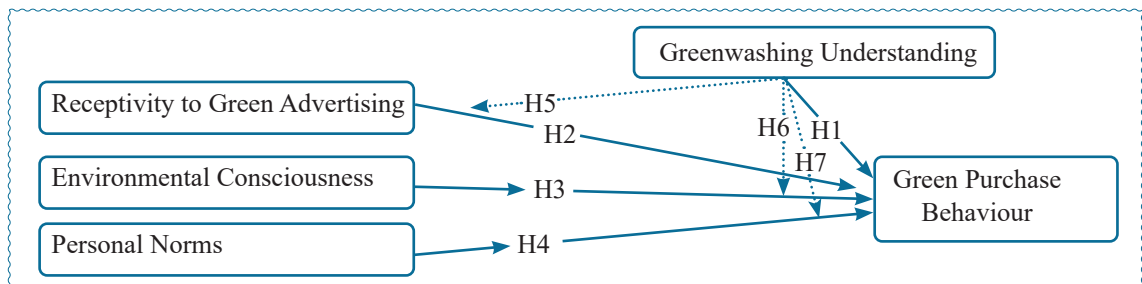 Greenwashing Understanding
Receptivity to Green Advertising
H5
H2
H6
H1
H7
Environmental Consciousness
H3
Green Purchase
Behaviour
Personal Norms
H4